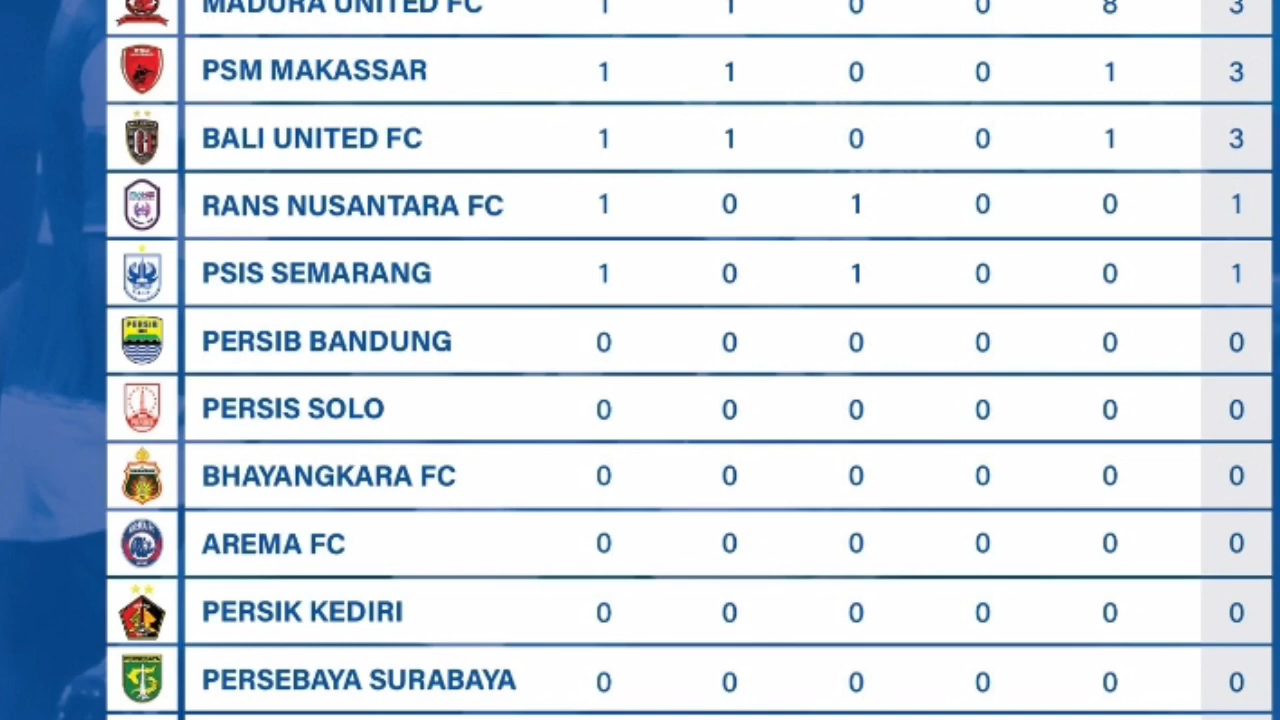 MADURA UNITED FC 1 1 0 0 8 3
PSM MAKASSAR 1 1 0 0 1 3
BALI UNITED FC 1 1 0 0 1 3
RANS NUSANTARA FC 1 0 1 0 0 1
PSIS SEMARANG 1 0 1 0 0 1
PERSIB
PERSIB BANDUNG 0 0 0 0 0 0
PERSIS SOLO 0 0 0 0 0 0
BHAYANGKARA FC 0 0 0 0 0 0
AREMA FC 0 0 0 0 0 0
PERSIK KEDIRI 0 0 0 0 0 0
PERSEBAYA SURABAYA 0 0 0 0 0 0